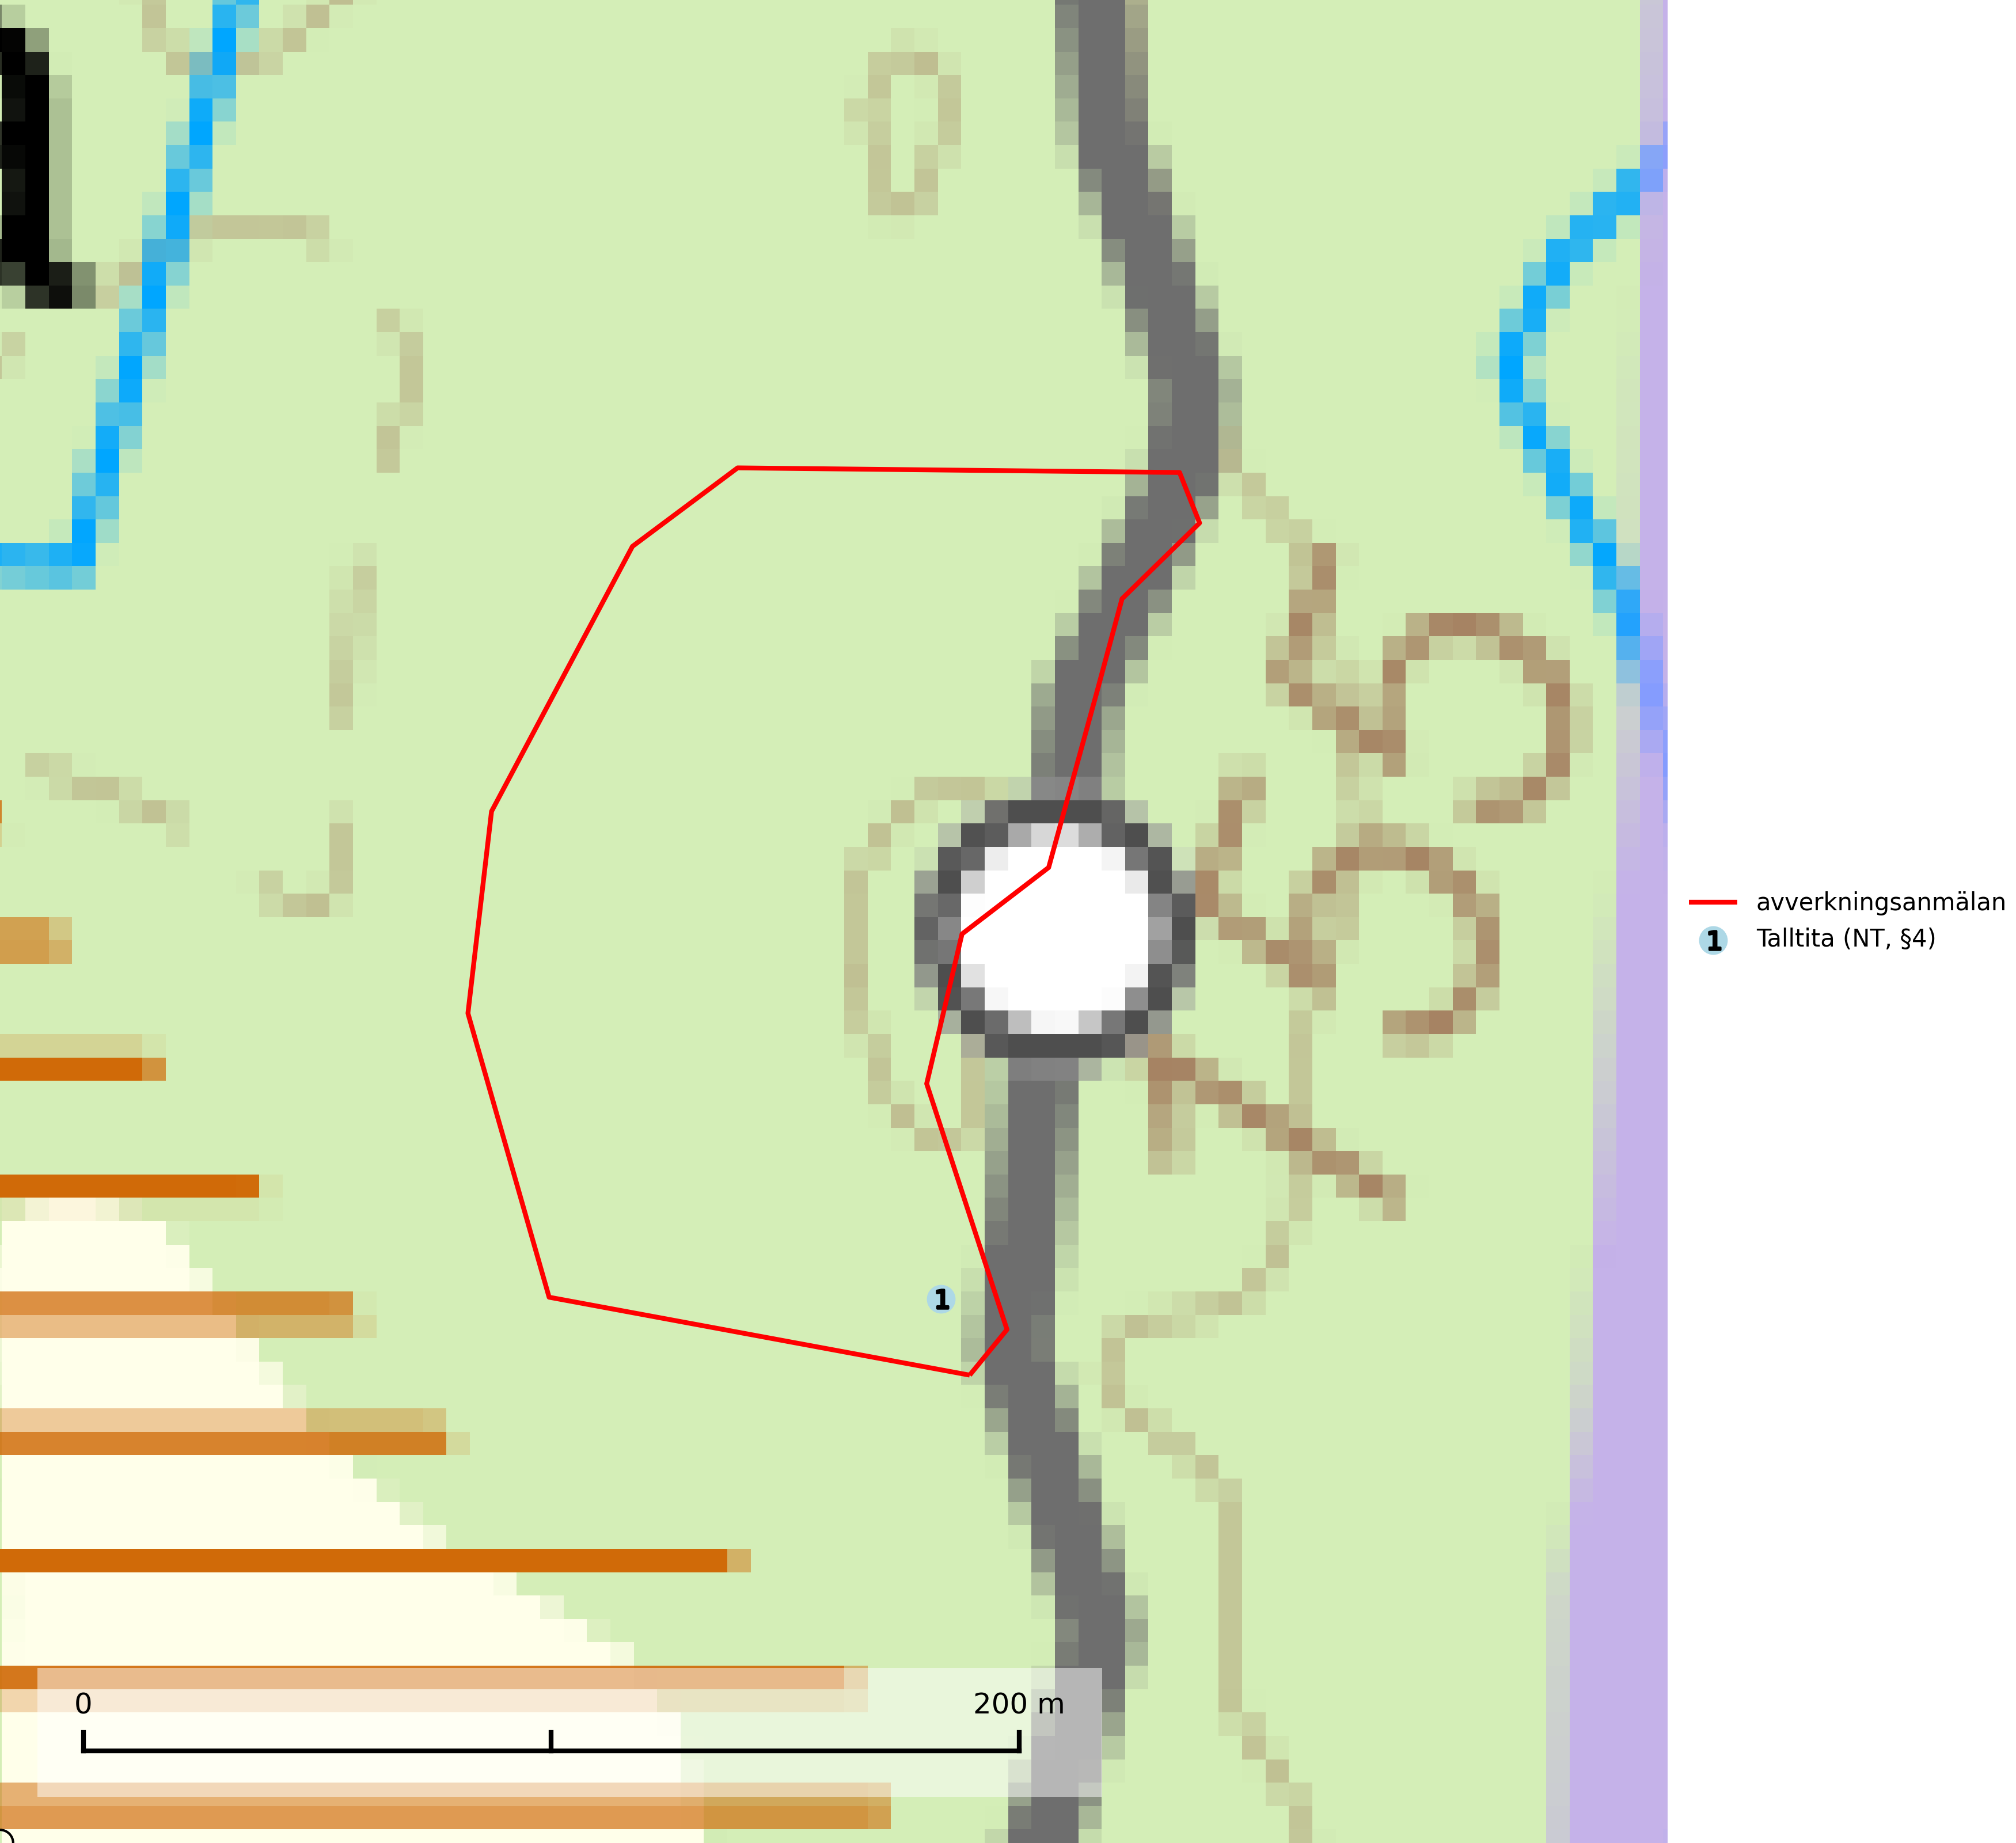 avverkningsanmälan
1 Talltita (NT, §4)
1
0 200 m